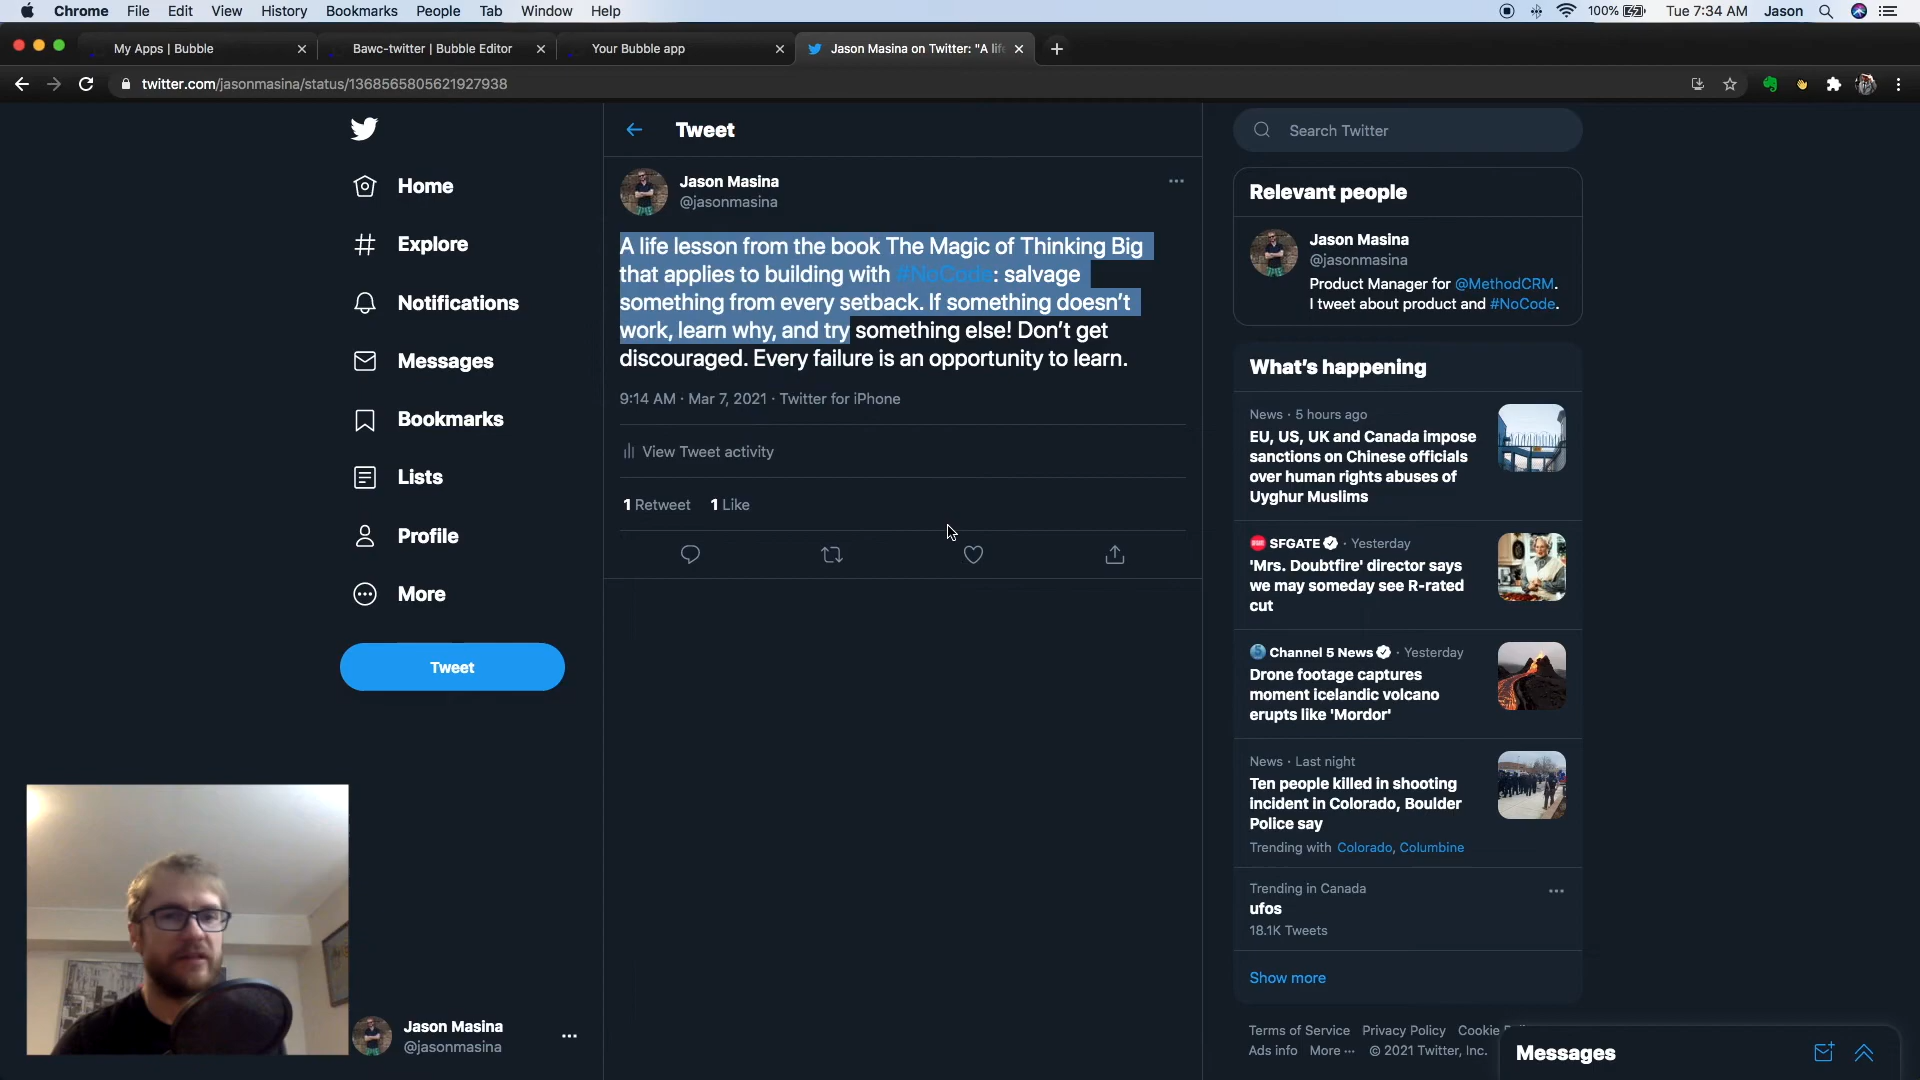 Chrome File Edit View History Bookmarks People Tab Window Help 100% Tue 7:34 AM Jason
My Apps | Bubble
Bawc-twitter | Bubble Editor
Your Bubble app
Jason Masina on Twitter: "A life
twitter.com/jasonmasina/status/1368565805621927938
Home
Explore
Notifications
Messages
Bookmarks
Lists
Profile
More
Tweet
Jason Masina
@jasonmasina
Tweet
Jason Masina
@jasonmasina
A life lesson from the book The Magic of Thinking Big
that applies to building with #NoCode: salvage
something from every setback. If something doesn't
work, learn why, and try something else! Don't get
discouraged. Every failure is an opportunity to learn.
9:14 AM · Mar 7, 2021 · Twitter for iPhone
View Tweet activity
1 Retweet 1 Like
Search Twitter
Relevant people
Jason Masina
@jasonmasina
Product Manager for @MethodCRM.
I tweet about product and #NoCode.
What's happening
News · 5 hours ago
EU, US, UK and Canada impose
sanctions on Chinese officials
over human rights abuses of
Uyghur Muslims
SFGATE · Yesterday
'Mrs. Doubtfire' director says
we may someday see R-rated
cut
Channel 5 News · Yesterday
Drone footage captures
moment icelandic volcano
erupts like 'Mordor'
News · Last night
Ten people killed in shooting
incident in Colorado, Boulder
Police say
Trending with Colorado, Columbine
Trending in Canada
ufos
18.1K Tweets
Show more
Terms of Service Privacy Policy Cookie
Ads info More © 2021 Twitter, Inc.
Messages